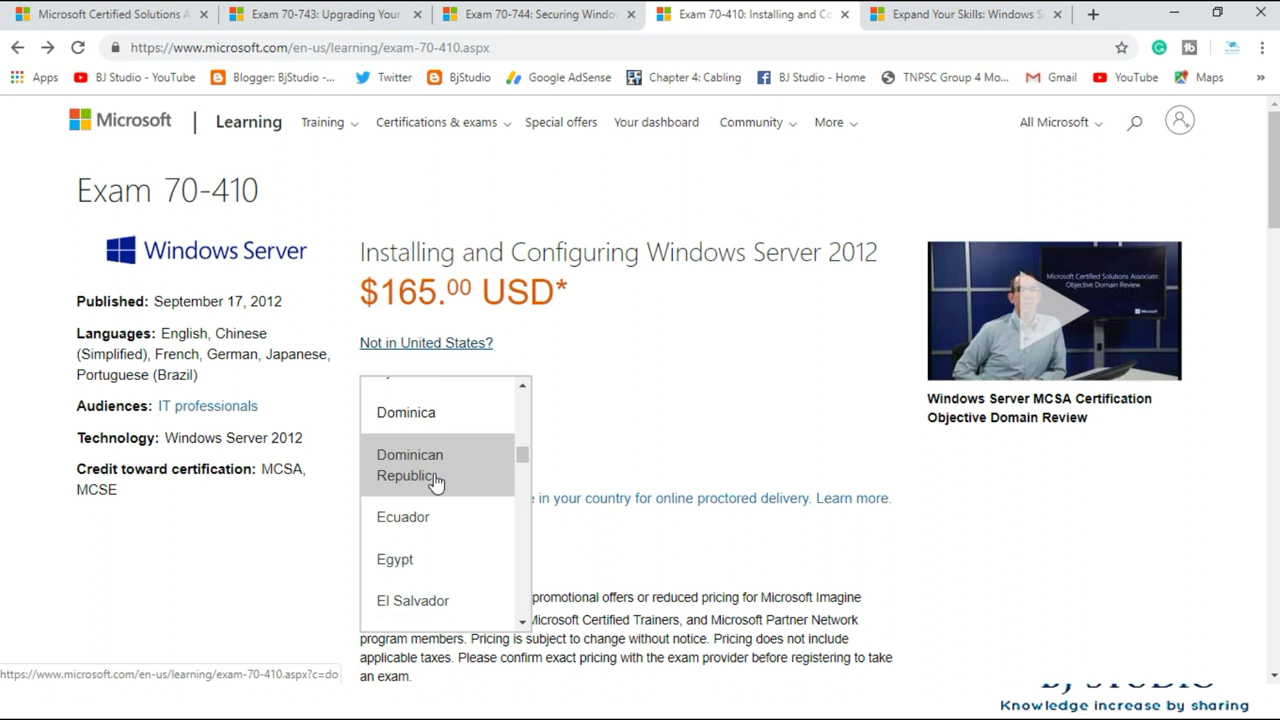 Microsoft Certified Solutions A
Exam 70-743: Upgrading Your
Exam 70-744: Securing Windo
Exam 70-410: Installing and Co
Expand Your Skills: Windows S
https://www.microsoft.com/en-us/learning/exam-70-410.aspx
Apps BJ Studio - YouTube Blogger: BjStudio -... Twitter BjStudio Google AdSense Chapter 4: Cabling BJ Studio - Home TNPSC Group 4 Mo... Gmail YouTube Maps »
Microsoft | Learning Training Certifications & exams Special offers Your dashboard Community More All Microsoft
Exam 70-410
Windows Server
Published: September 17, 2012
Languages: English, Chinese
(Simplified), French, German, Japanese,
Portuguese (Brazil)
Audiences: IT professionals
Technology: Windows Server 2012
Credit toward certification: MCSA,
MCSE
Installing and Configuring Windows Server 2012
$165.00 USD*
Not in United States?
Dominica
Dominican
Republic
Ecuador
Egypt
El Salvador
in your country for online proctored delivery. Learn more.
promotional offers or reduced pricing for Microsoft Imagine
Microsoft Certified Trainers, and Microsoft Partner Network
program members. Pricing is subject to change without notice. Pricing does not include
applicable taxes. Please confirm exact pricing with the exam provider before registering to take
an exam.
Microsoft Certified Solutions Associate:
Objective Domain Review
Microsoft
Windows Server MCSA Certification
Objective Domain Review
https://www.microsoft.com/en-us/learning/exam-70-410.aspx?c=do
BJ STUDIO
Knowledge increase by sharing